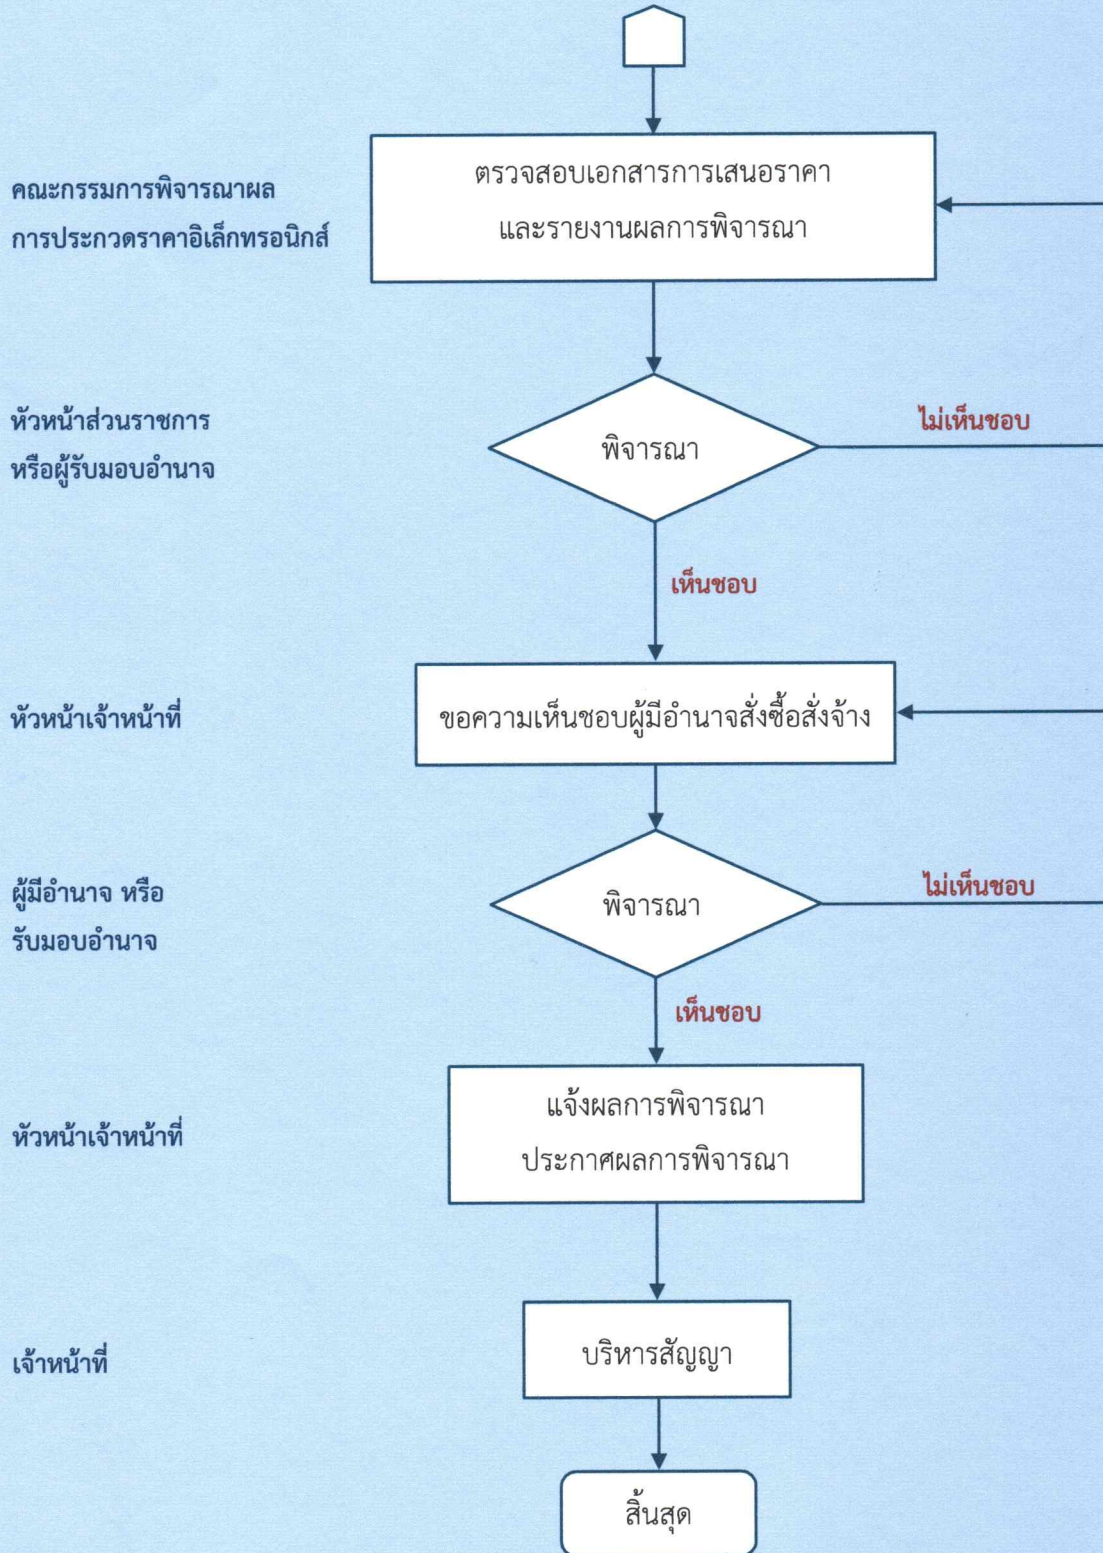 คณะกรรมการพิจารณาผล
การประกวดราคาอิเล็กทรอนิกส์
ตรวจสอบเอกสารการเสนอราคา
และรายงานผลการพิจารณา
หัวหน้าส่วนราชการ
หรือผู้รับมอบอำนาจ
พิจารณา
ไม่เห็นชอบ
เห็นชอบ
หัวหน้าเจ้าหน้าที่
ขอความเห็นชอบผู้มีอำนาจสั่งซื้อสั่งจ้าง
ผู้มีอำนาจ หรือ
รับมอบอำนาจ
พิจารณา
ไม่เห็นชอบ
เห็นชอบ
หัวหน้าเจ้าหน้าที่
แจ้งผลการพิจารณา
ประกาศผลการพิจารณา
เจ้าหน้าที่
บริหารสัญญา
สิ้นสุด